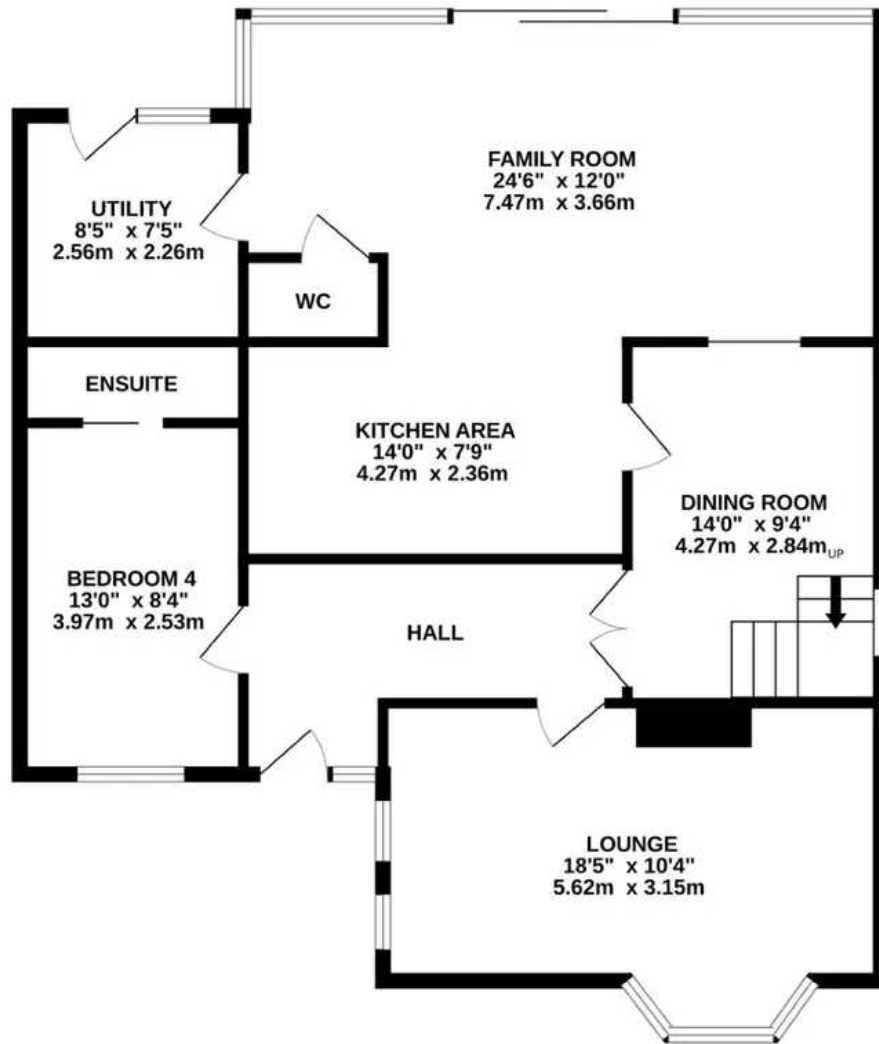 FAMILY ROOM
24'6" x 12'0"
7.47m x 3.66m
UTILITY
8'5" x 7'5"
2.56m x 2.26m
WC
ENSUITE
KITCHEN AREA
14'0" x 7'9"
4.27m x 2.36m
DINING ROOM
14'0" x 9'4"
4.27m x 2.84m
UP
BEDROOM 4
13'0" x 8'4"
3.97m x 2.53m
HALL
LOUNGE
18'5" x 10'4"
5.62m x 3.15m